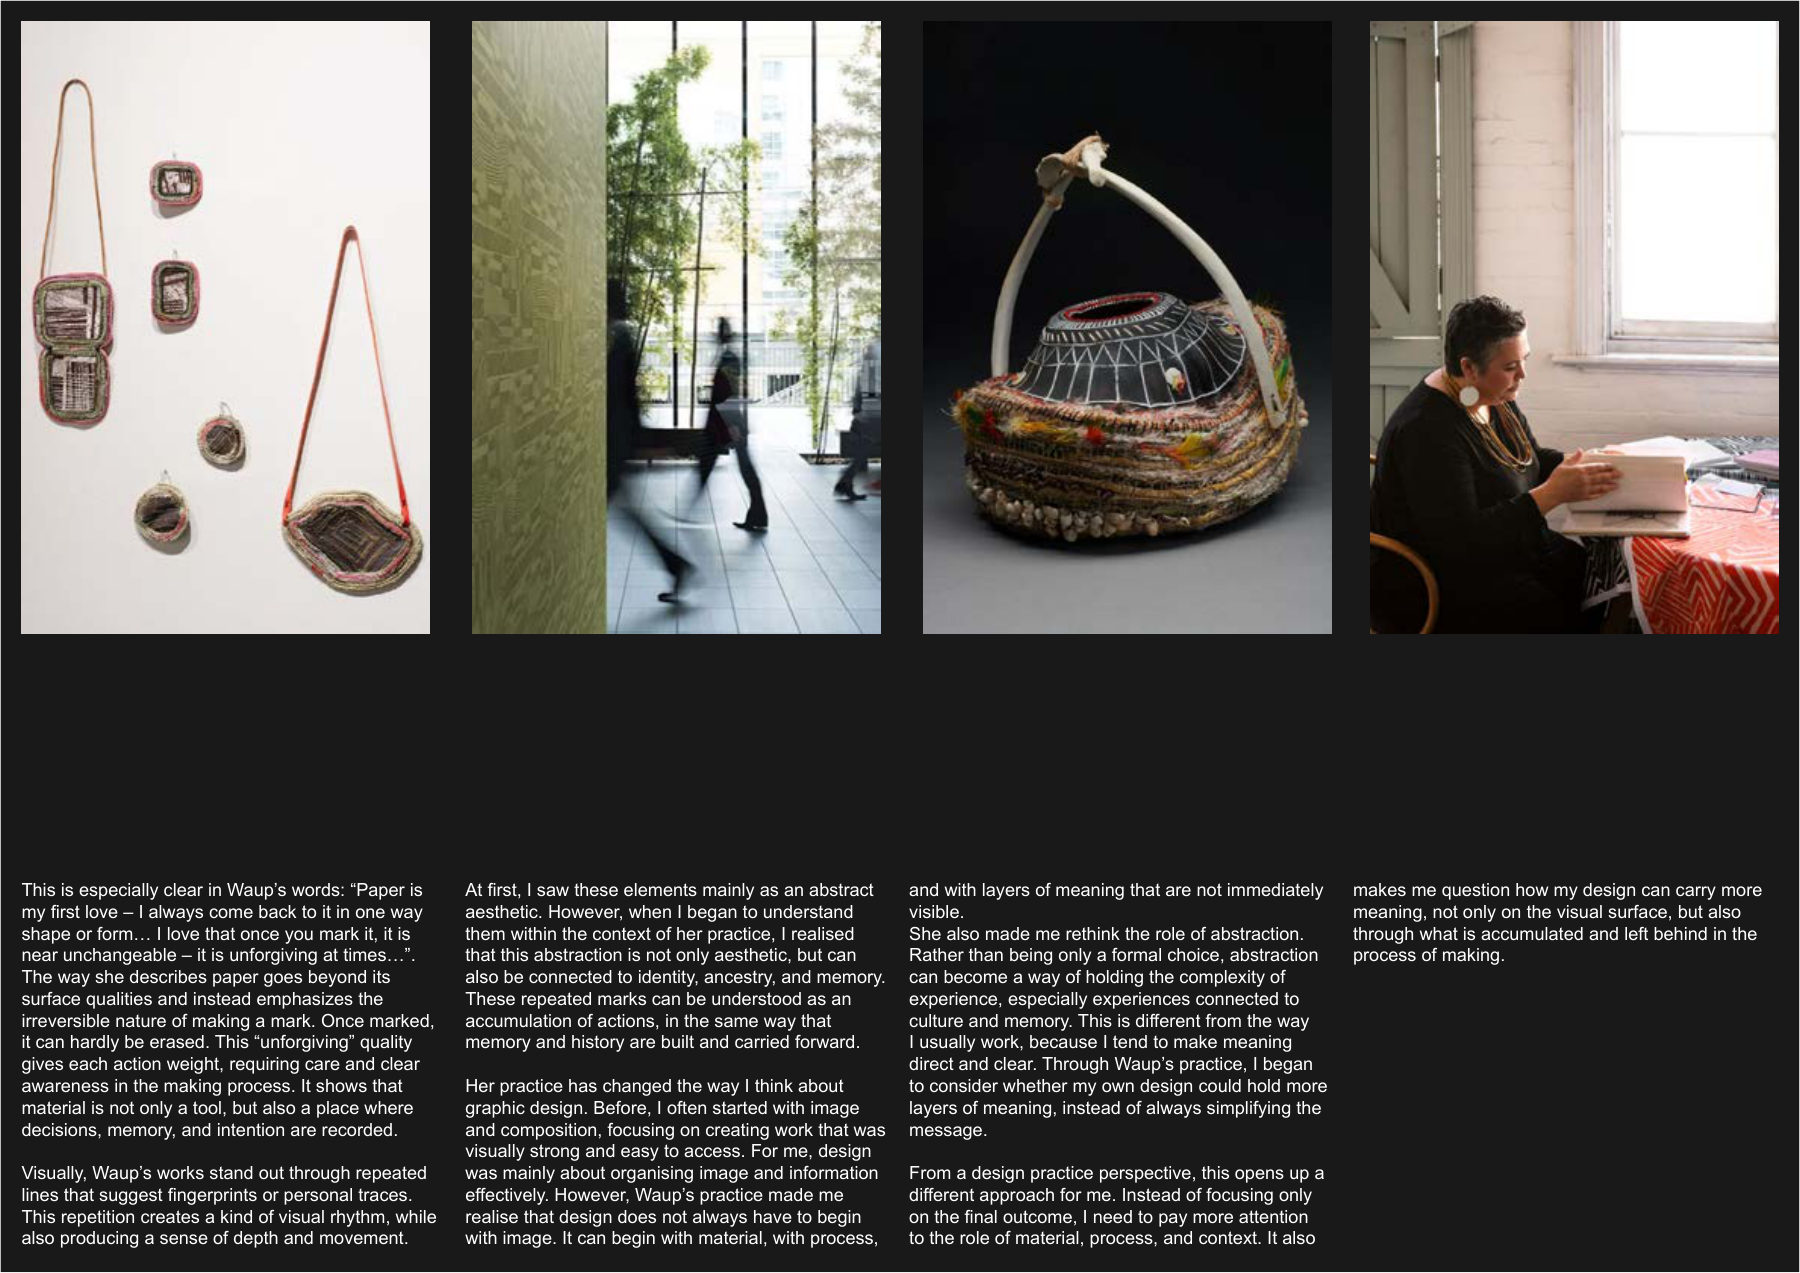 This is especially clear in Waup’s words: “Paper is
my first love – I always come back to it in one way
shape or form… I love that once you mark it, it is
near unchangeable – it is unforgiving at times…”.
The way she describes paper goes beyond its
surface qualities and instead emphasizes the
irreversible nature of making a mark. Once marked,
it can hardly be erased. This “unforgiving” quality
gives each action weight, requiring care and clear
awareness in the making process. It shows that
material is not only a tool, but also a place where
decisions, memory, and intention are recorded.
Visually, Waup’s works stand out through repeated
lines that suggest fingerprints or personal traces.
This repetition creates a kind of visual rhythm, while
also producing a sense of depth and movement.
At first, I saw these elements mainly as an abstract
aesthetic. However, when I began to understand
them within the context of her practice, I realised
that this abstraction is not only aesthetic, but can
also be connected to identity, ancestry, and memory.
These repeated marks can be understood as an
accumulation of actions, in the same way that
memory and history are built and carried forward.
Her practice has changed the way I think about
graphic design. Before, I often started with image
and composition, focusing on creating work that was
visually strong and easy to access. For me, design
was mainly about organising image and information
effectively. However, Waup’s practice made me
realise that design does not always have to begin
with image. It can begin with material, with process,
and with layers of meaning that are not immediately
visible.
She also made me rethink the role of abstraction.
Rather than being only a formal choice, abstraction
can become a way of holding the complexity of
experience, especially experiences connected to
culture and memory. This is different from the way
I usually work, because I tend to make meaning
direct and clear. Through Waup’s practice, I began
to consider whether my own design could hold more
layers of meaning, instead of always simplifying the
message.
From a design practice perspective, this opens up a
different approach for me. Instead of focusing only
on the final outcome, I need to pay more attention
to the role of material, process, and context. It also
makes me question how my design can carry more
meaning, not only on the visual surface, but also
through what is accumulated and left behind in the
process of making.